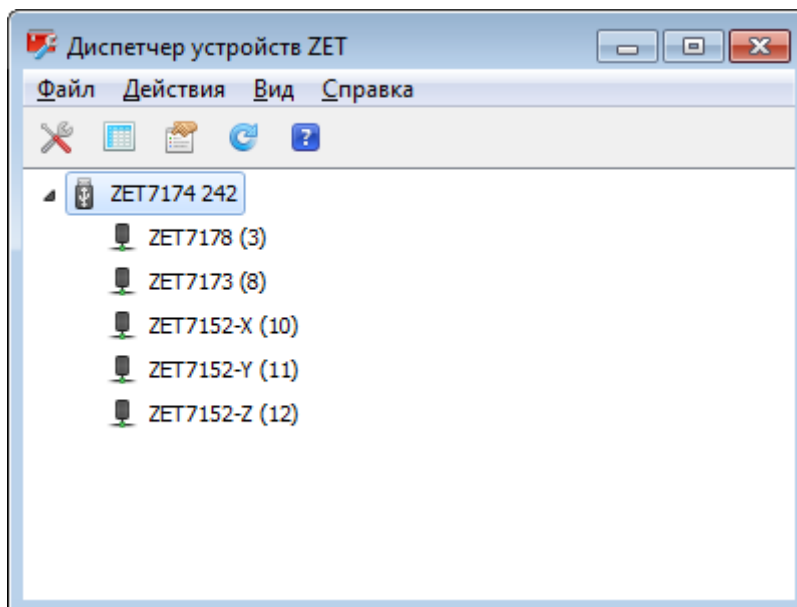 Диспетчер устройств ZET
Файл Действия Вид Справка
?
ZET7174 242
ZET7178 (3)
ZET7173 (8)
ZET7152-X (10)
ZET7152-Y (11)
ZET7152-Z (12)